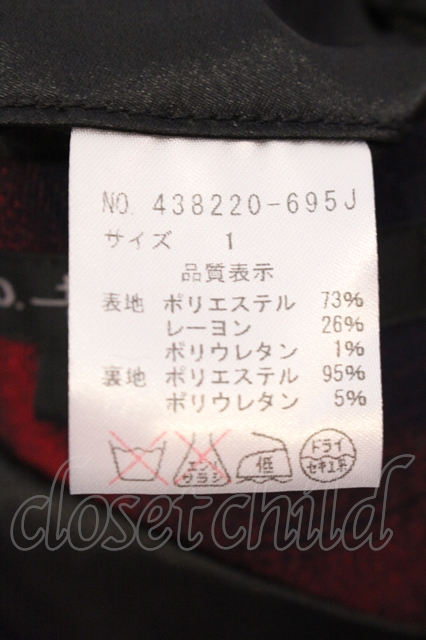 NO. 438220-695J
サイズ 1
品質表示
表地 ポリエステル 73%
レーヨン 26%
ポリウレタン 1%
裏地 ポリエステル 95%
ポリウレタン 5%
エンソ
サラシ
低
ドライ
セキユ系
closetchild